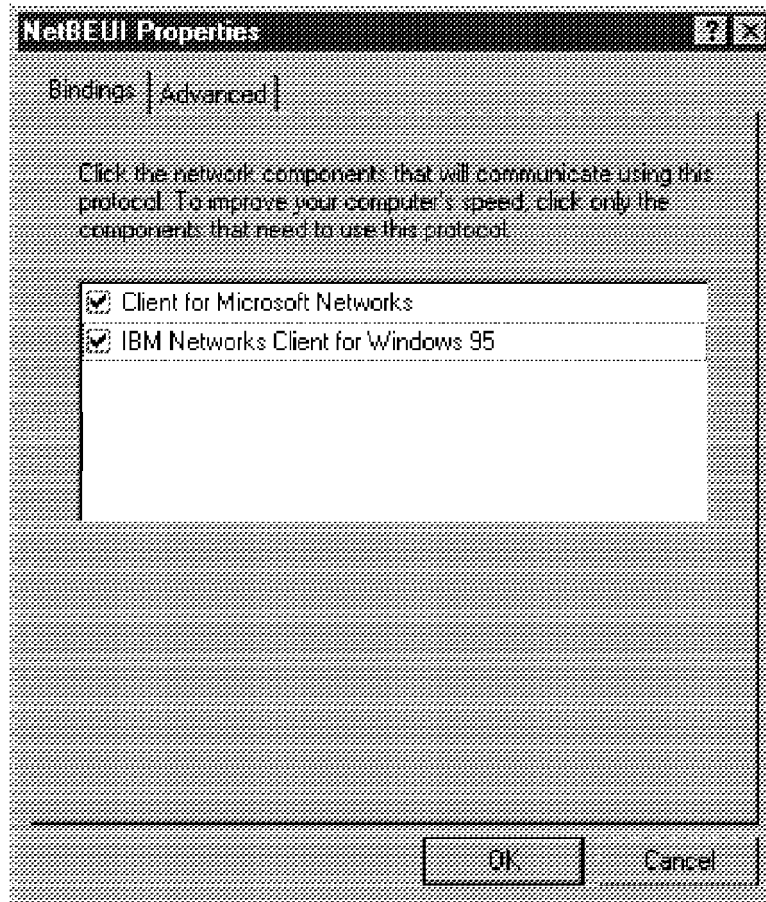 NetBEUI Properties
Bindings
Advanced
Click the network components that will communicate using this
protocol. To improve your computer's speed, click only the
components that need to use this protocol.
Client for Microsoft Networks
IBM Networks Client for Windows 95
OK
Cancel